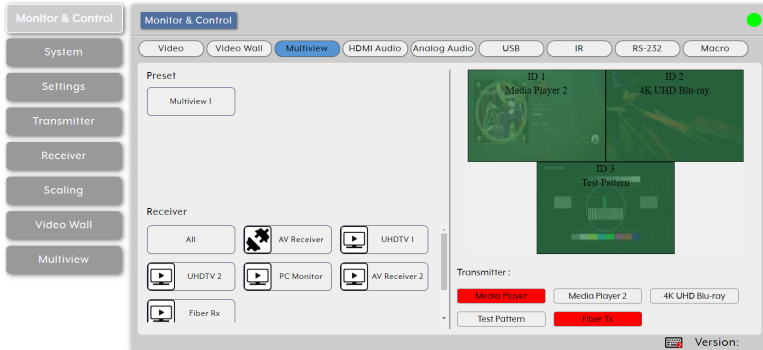 Monitor & Control
System
Settings
Transmitter
Receiver
Scaling
Video Wall
Multiview
Monitor & Control
Video
Video Wall
Multiview
HDMI Audio
Analog Audio
USB
IR
RS-232
Macro
Preset
Multiview 1
Receiver
All
AV Receiver
UHDTV 1
UHDTV 2
PC Monitor
AV Receiver 2
Fiber Rx
ID 1
Media Player 2
ID 2
4K UHD Blu-ray
ID 3
Test Pattern
Transmitter :
Media Player
Media Player 2
4K UHD Blu-ray
Test Pattern
Fiber Tx
Version: